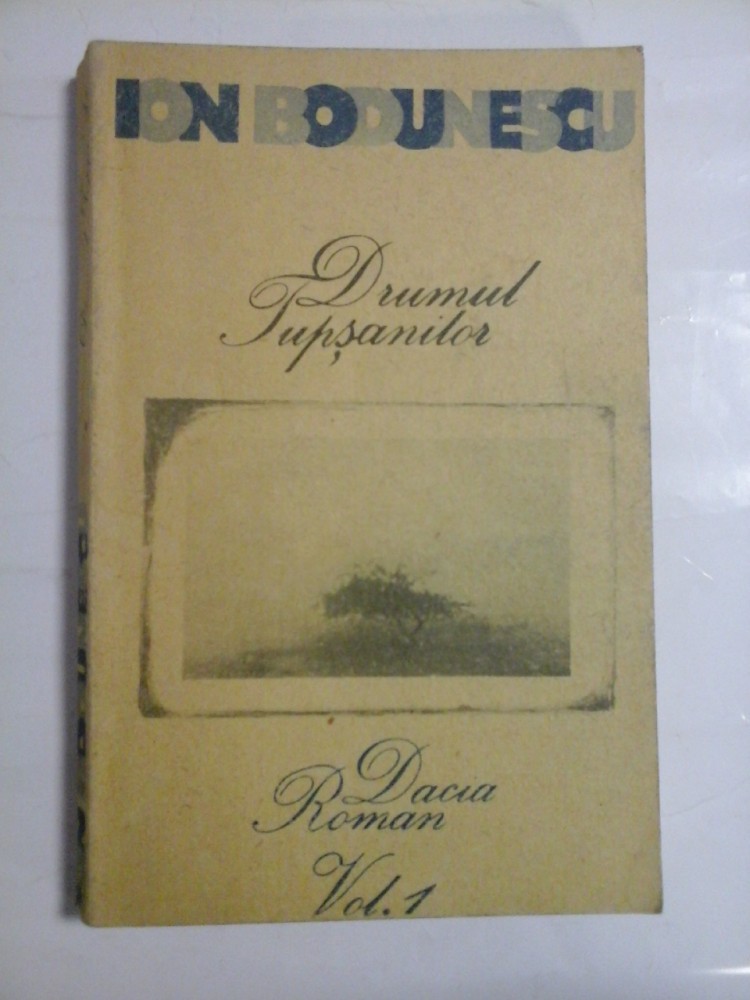 ION BODUNESCU
Drumul
Tupșanilor
Dacia
Roman
Vol. 1